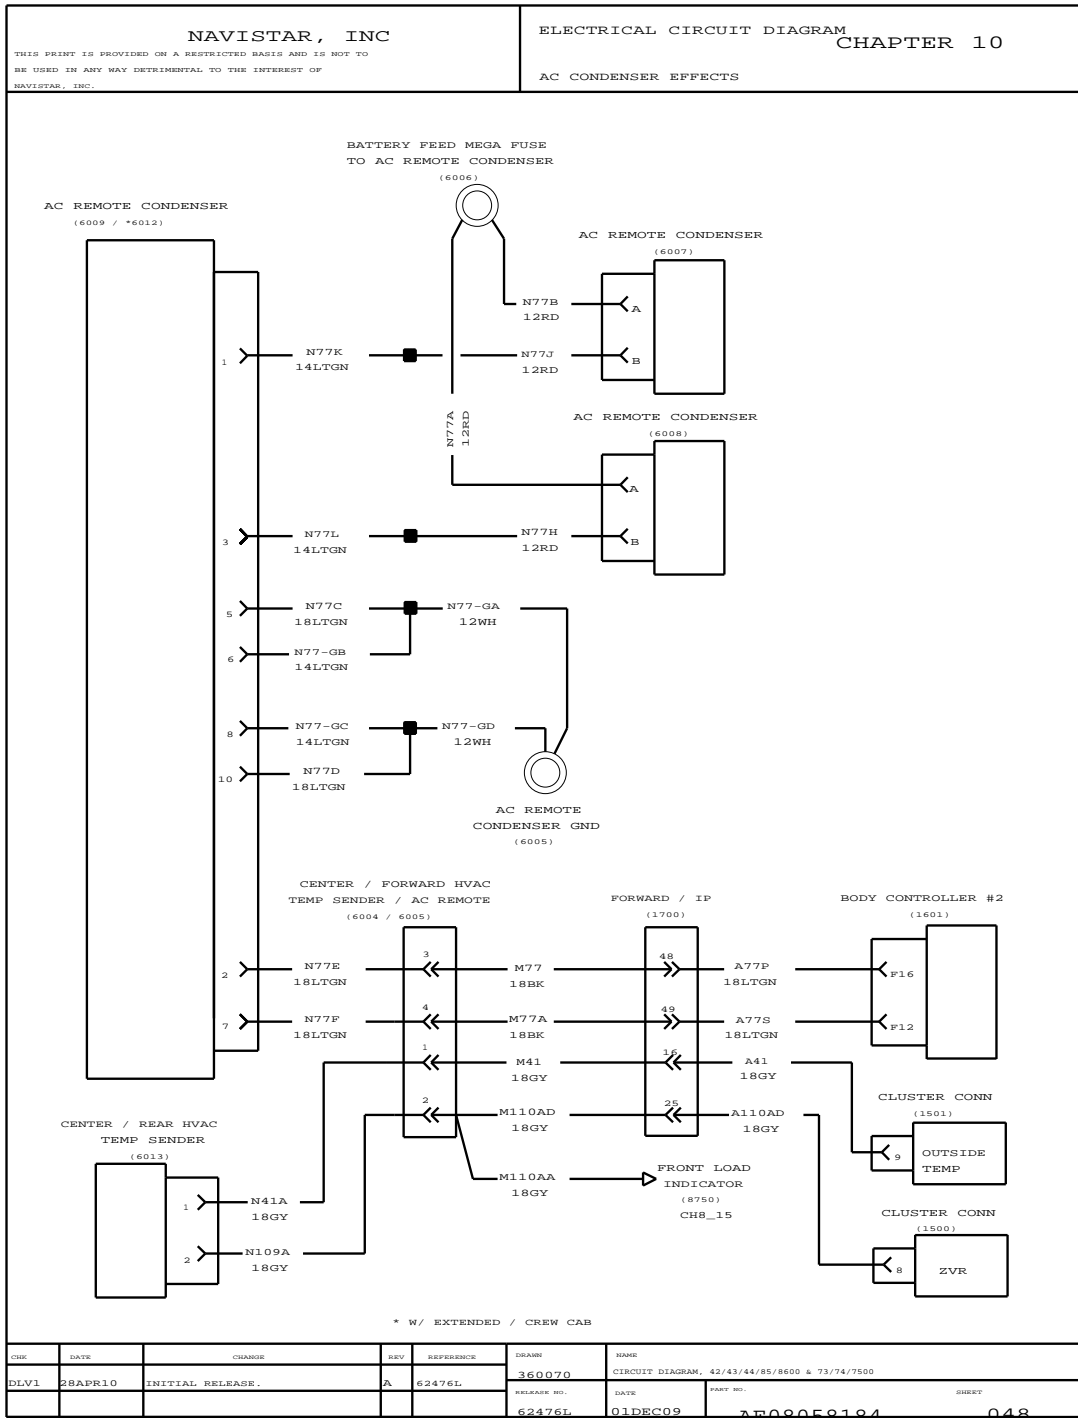 NAVISTAR, INC
THIS PRINT IS PROVIDED ON A RESTRICTED BASIS AND IS NOT TO
BE USED IN ANY WAY DETRIMENTAL TO THE INTEREST OF
NAVISTAR, INC.
ELECTRICAL CIRCUIT DIAGRAM
CHAPTER 10
AC CONDENSER EFFECTS
BATTERY FEED MEGA FUSE
TO AC REMOTE CONDENSER
(6006)
AC REMOTE CONDENSER
(6009 / *6012)
AC REMOTE CONDENSER
(6007)
N77B
12RD
A
1
N77K
14LTGN
N77J
12RD
B
N77A
12RD
AC REMOTE CONDENSER
(6008)
A
3
N77L
14LTGN
N77H
12RD
B
5
N77C
18LTGN
N77-GA
12WH
6
N77-GB
14LTGN
8
N77-GC
14LTGN
N77-GD
12WH
10
N77D
18LTGN
AC REMOTE
CONDENSER GND
(6005)
CENTER / FORWARD HVAC
TEMP SENDER / AC REMOTE
(6004 / 6005)
FORWARD / IP
(1700)
BODY CONTROLLER #2
(1601)
2
N77E
18LTGN
3
M77
18BK
48
A77P
18LTGN
F16
7
N77F
18LTGN
4
M77A
18BK
49
A77S
18LTGN
F12
1
M41
18GY
16
A41
18GY
2
M110AD
18GY
25
A110AD
18GY
CLUSTER CONN
(1501)
9
OUTSIDE
TEMP
CENTER / REAR HVAC
TEMP SENDER
(6013)
M110AA
18GY
FRONT LOAD
INDICATOR
(8750)
CH8_15
1
N41A
18GY
2
N109A
18GY
CLUSTER CONN
(1500)
8
ZVR
* W/ EXTENDED / CREW CAB
CHK DATE CHANGE REV REFERENCE
DLV1 28APR10 INITIAL RELEASE. A 62476L
DRAWN
360070
NAME
CIRCUIT DIAGRAM, 42/43/44/85/8600 & 73/74/7500
RELEASE NO.
62476L
DATE
01DEC09
PART NO.
AF08058184
SHEET
048